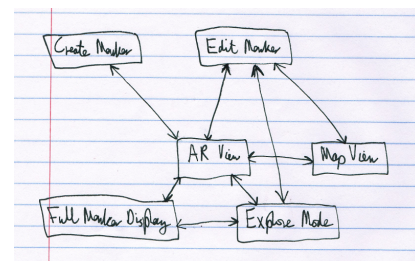 Create Marker
Edit Marker
AR View
Map View
Full Marker Display
Explore Mode